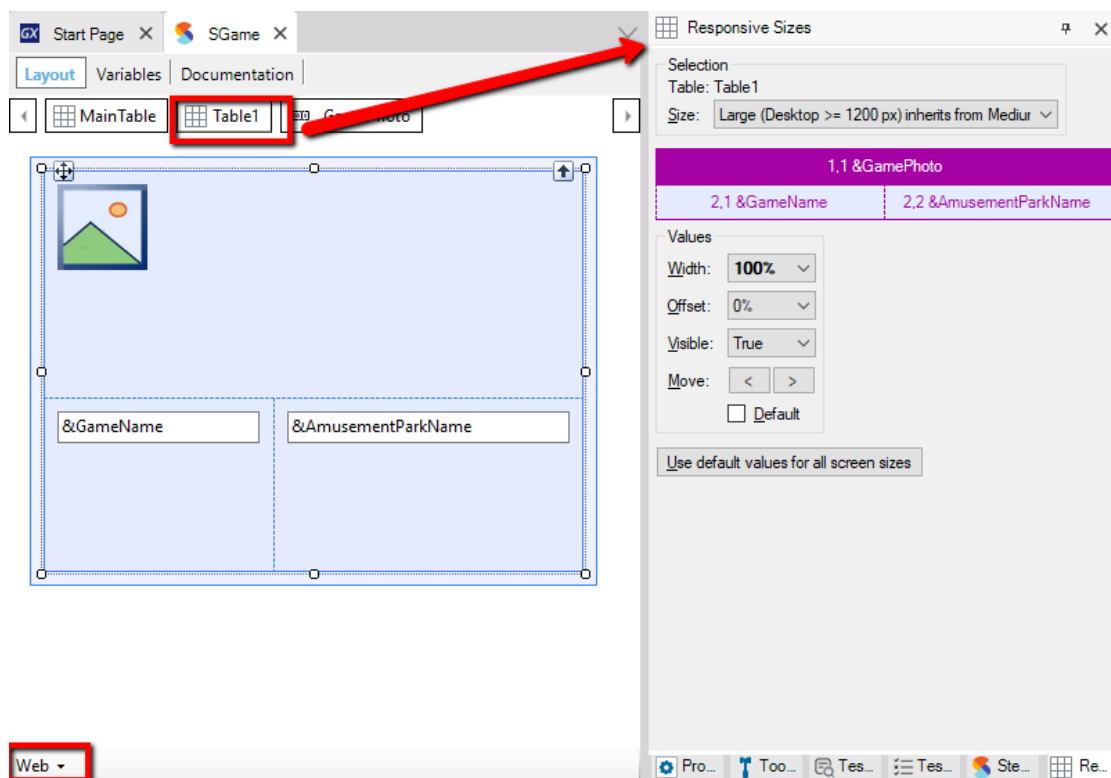 GX Start Page
SGame
Layout Variables Documentation
MainTable
Table1
&GameName
&AmusementParkName
Web
Responsive Sizes
Selection
Table: Table1
Size: Large (Desktop >= 1200 px) inherits from Mediur
1,1 &GamePhoto
2,1 &GameName
2,2 &AmusementParkName
Values
Width: 100%
Offset: 0%
Visible: True
Move: < >
Default
Use default values for all screen sizes
Pro... Too... Tes... Tes... Ste... Re...